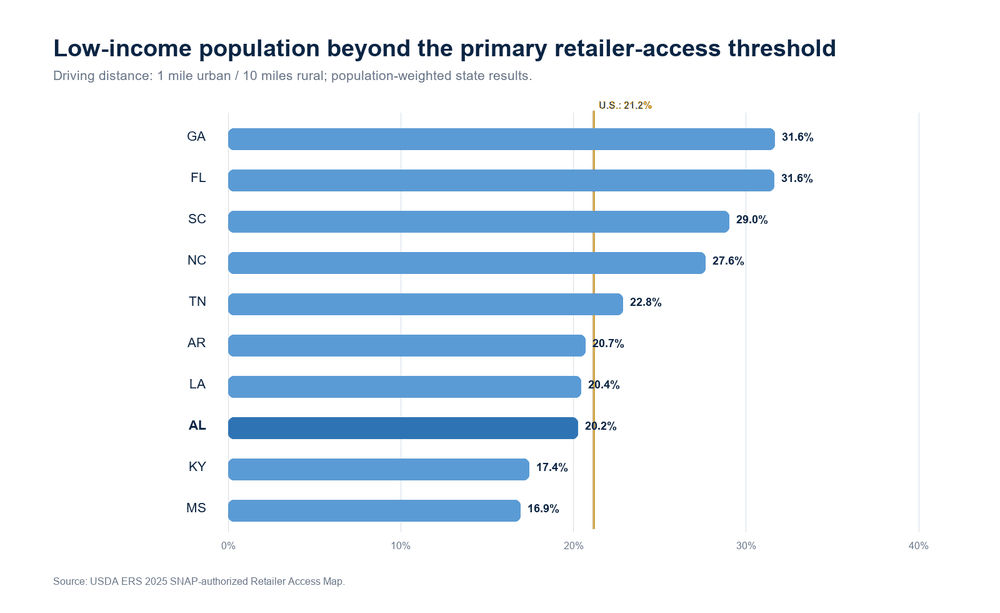 Low-income population beyond the primary retailer-access threshold
Driving distance: 1 mile urban / 10 miles rural; population-weighted state results.
U.S.: 21.2%
GA 31.6%
FL 31.6%
SC 29.0%
NC 27.6%
TN 22.8%
AR 20.7%
LA 20.4%
AL 20.2%
KY 17.4%
MS 16.9%
0% 10% 20% 30% 40%
Source: USDA ERS 2025 SNAP-authorized Retailer Access Map.